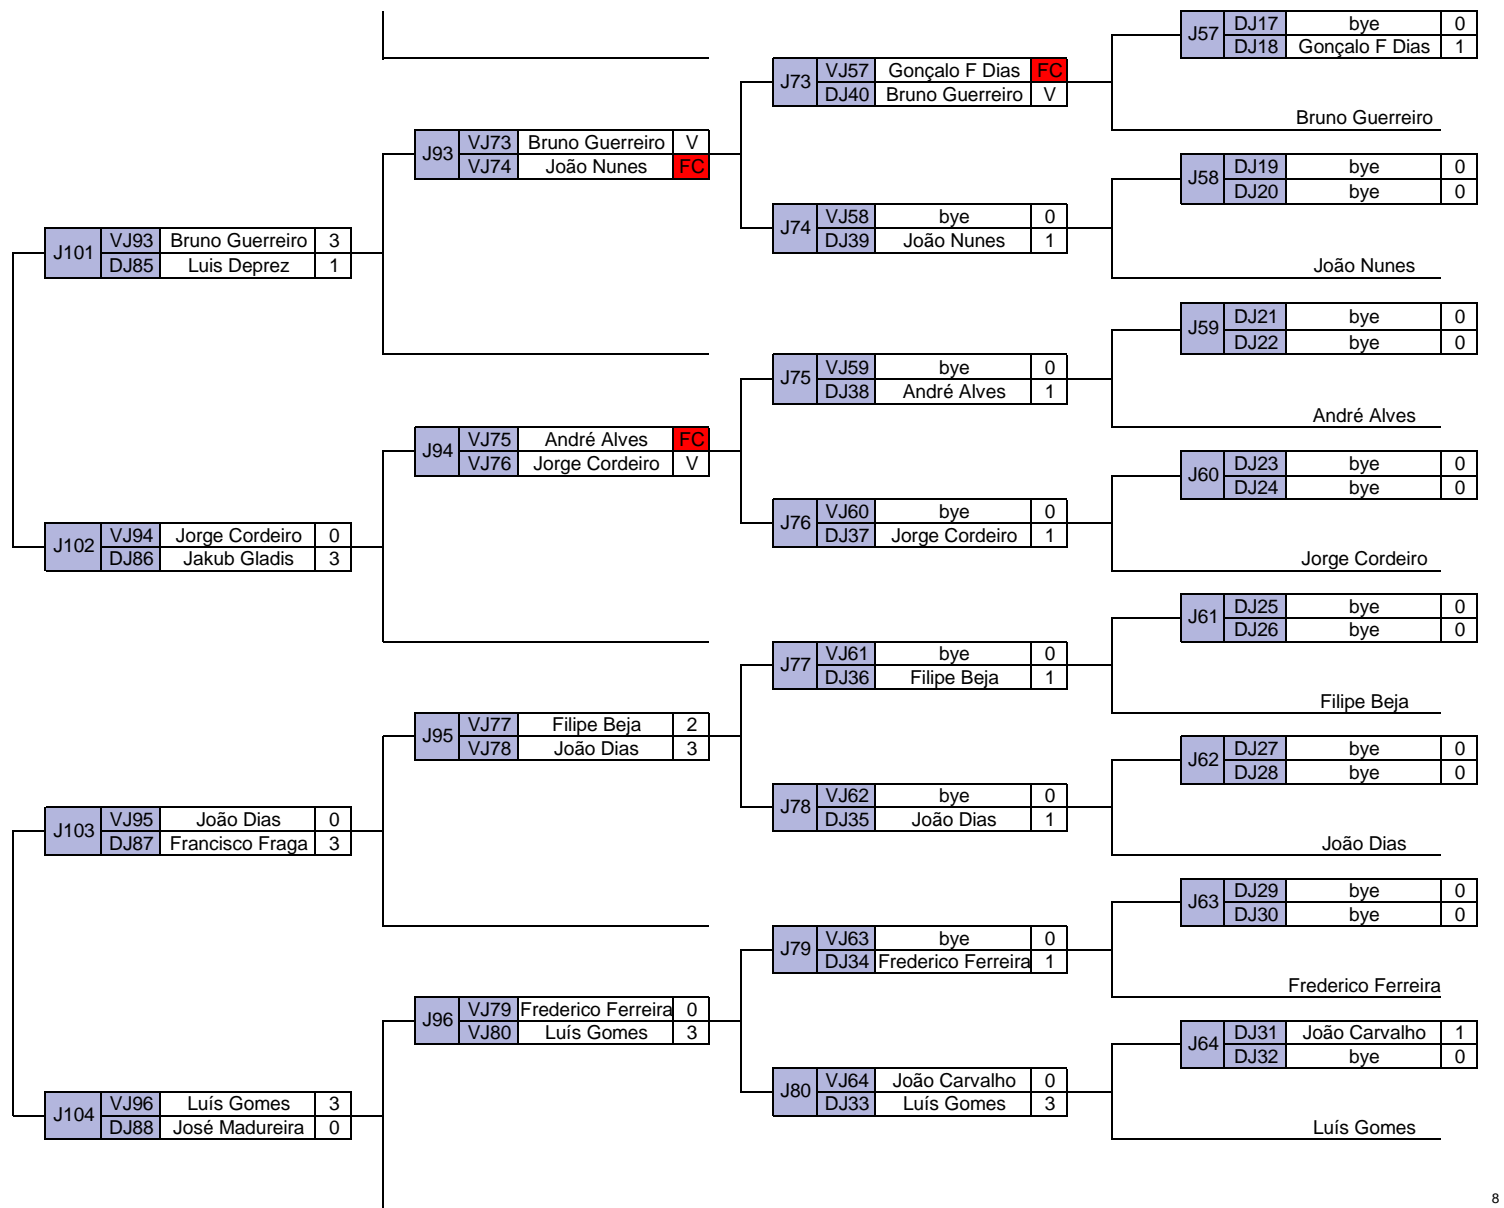 J57 DJ17 bye 0
DJ18 Gonçalo F Dias 1
J73 VJ57 Gonçalo F Dias FC
DJ40 Bruno Guerreiro V
Bruno Guerreiro
J93 VJ73 Bruno Guerreiro V
VJ74 João Nunes FC
J58 DJ19 bye 0
DJ20 bye 0
J74 VJ58 bye 0
DJ39 João Nunes 1
J101 VJ93 Bruno Guerreiro 3
DJ85 Luis Deprez 1
João Nunes
J59 DJ21 bye 0
DJ22 bye 0
J75 VJ59 bye 0
DJ38 André Alves 1
André Alves
J94 VJ75 André Alves FC
VJ76 Jorge Cordeiro V
J60 DJ23 bye 0
DJ24 bye 0
J76 VJ60 bye 0
DJ37 Jorge Cordeiro 1
J102 VJ94 Jorge Cordeiro 0
DJ86 Jakub Gladis 3
Jorge Cordeiro
J61 DJ25 bye 0
DJ26 bye 0
J77 VJ61 bye 0
DJ36 Filipe Beja 1
Filipe Beja
J95 VJ77 Filipe Beja 2
VJ78 João Dias 3
J62 DJ27 bye 0
DJ28 bye 0
J78 VJ62 bye 0
DJ35 João Dias 1
J103 VJ95 João Dias 0
DJ87 Francisco Fraga 3
João Dias
J63 DJ29 bye 0
DJ30 bye 0
J79 VJ63 bye 0
DJ34 Frederico Ferreira 1
Frederico Ferreira
J96 VJ79 Frederico Ferreira 0
VJ80 Luís Gomes 3
J64 DJ31 João Carvalho 1
DJ32 bye 0
J80 VJ64 João Carvalho 0
DJ33 Luís Gomes 3
J104 VJ96 Luís Gomes 3
DJ88 José Madureira 0
Luís Gomes
8